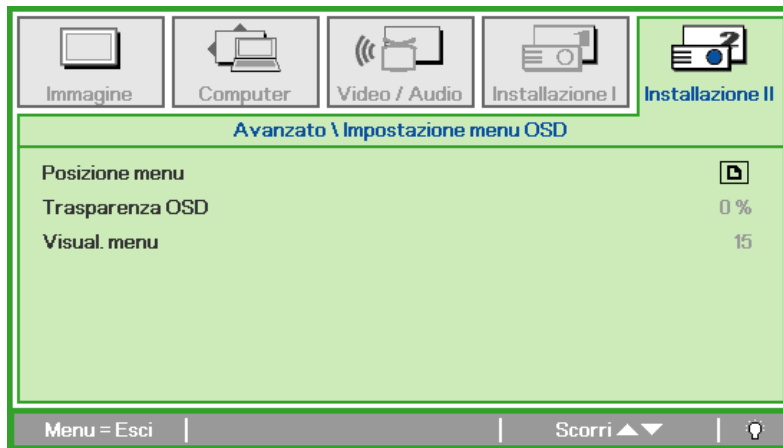 Immagine
Computer
Video / Audio
Installazione I
Installazione II
Avanzato \ Impostazione menu OSD
Posizione menu
Trasparenza OSD 0 %
Visual. menu 15
Menu = Esci Scorri ▲▼